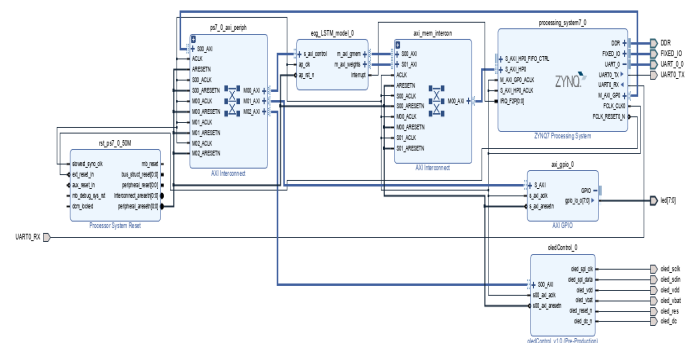 ps7_0_axi_periph
S00_AXI
ACLK
ARESETN
S00_ACLK
S00_ARESETN
M00_ACLK
M00_ARESETN
M01_ACLK
M01_ARESETN
M02_ACLK
M02_ARESETN
M00_AXI
M01_AXI
M02_AXI
AXI Interconnect
ecg_LSTM_model_0
s_axi_control
ap_clk
ap_rst_n
m_axi_gmem
m_axi_weights
interrupt
axi_mem_intercon
S00_AXI
S01_AXI
ACLK
ARESETN
S00_ACLK
S00_ARESETN
M00_ACLK
M00_ARESETN
S01_ACLK
S01_ARESETN
M00_AXI
AXI Interconnect
processing_system7_0
S_AXI_HP0_FIFO_CTRL
S_AXI_HP0
M_AXI_GP0_ACLK
S_AXI_HP0_ACLK
IRQ_F2P[0:0]
ZYNQ
DDR
FIXED_IO
UART_0
UART0_TX
UART0_RX
M_AXI_GP0
FCLK_CLK0
FCLK_RESET0_N
ZYNQ7 Processing System
DDR
FIXED_IO
UART_0_0
UART0_TX
rst_ps7_0_50M
slowest_sync_clk
ext_reset_in
aux_reset_in
mb_debug_sys_rst
dcm_locked
mb_reset
bus_struct_reset[0:0]
peripheral_reset[0:0]
interconnect_aresetn[0:0]
peripheral_aresetn[0:0]
Processor System Reset
UART0_RX
axi_gpio_0
S_AXI
s_axi_aclk
s_axi_aresetn
GPIO
gpio_io_o[7:0]
AXI GPIO
led[7:0]
oledControl_0
S00_AXI
s00_axi_aclk
s00_axi_aresetn
oled_spi_clk
oled_spi_data
oled_vdd
oled_vbat
oled_reset_n
oled_dc_n
oledControl_v1.0 (Pre-Production)
oled_sclk
oled_sdin
oled_vdd
oled_vbat
oled_res
oled_dc